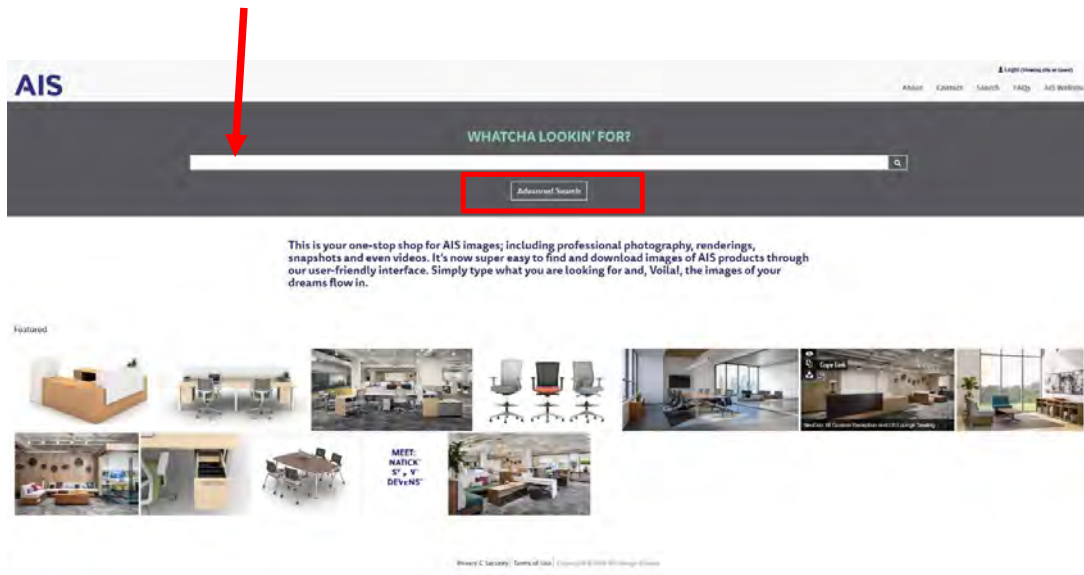 Login
AIS
About Contact Search FAQs AIS Website
WHATCHA LOOKIN' FOR?
Advanced Search
This is your one-stop shop for AIS images; including professional photography, renderings,
snapshots and even videos. It's now super easy to find and download images of AIS products through
our user-friendly interface. Simply type what you are looking for and, Voila!, the images of your
dreams flow in.
Featured
Copy Link
MEET:
NATICK
DEVENS
Terms of Use